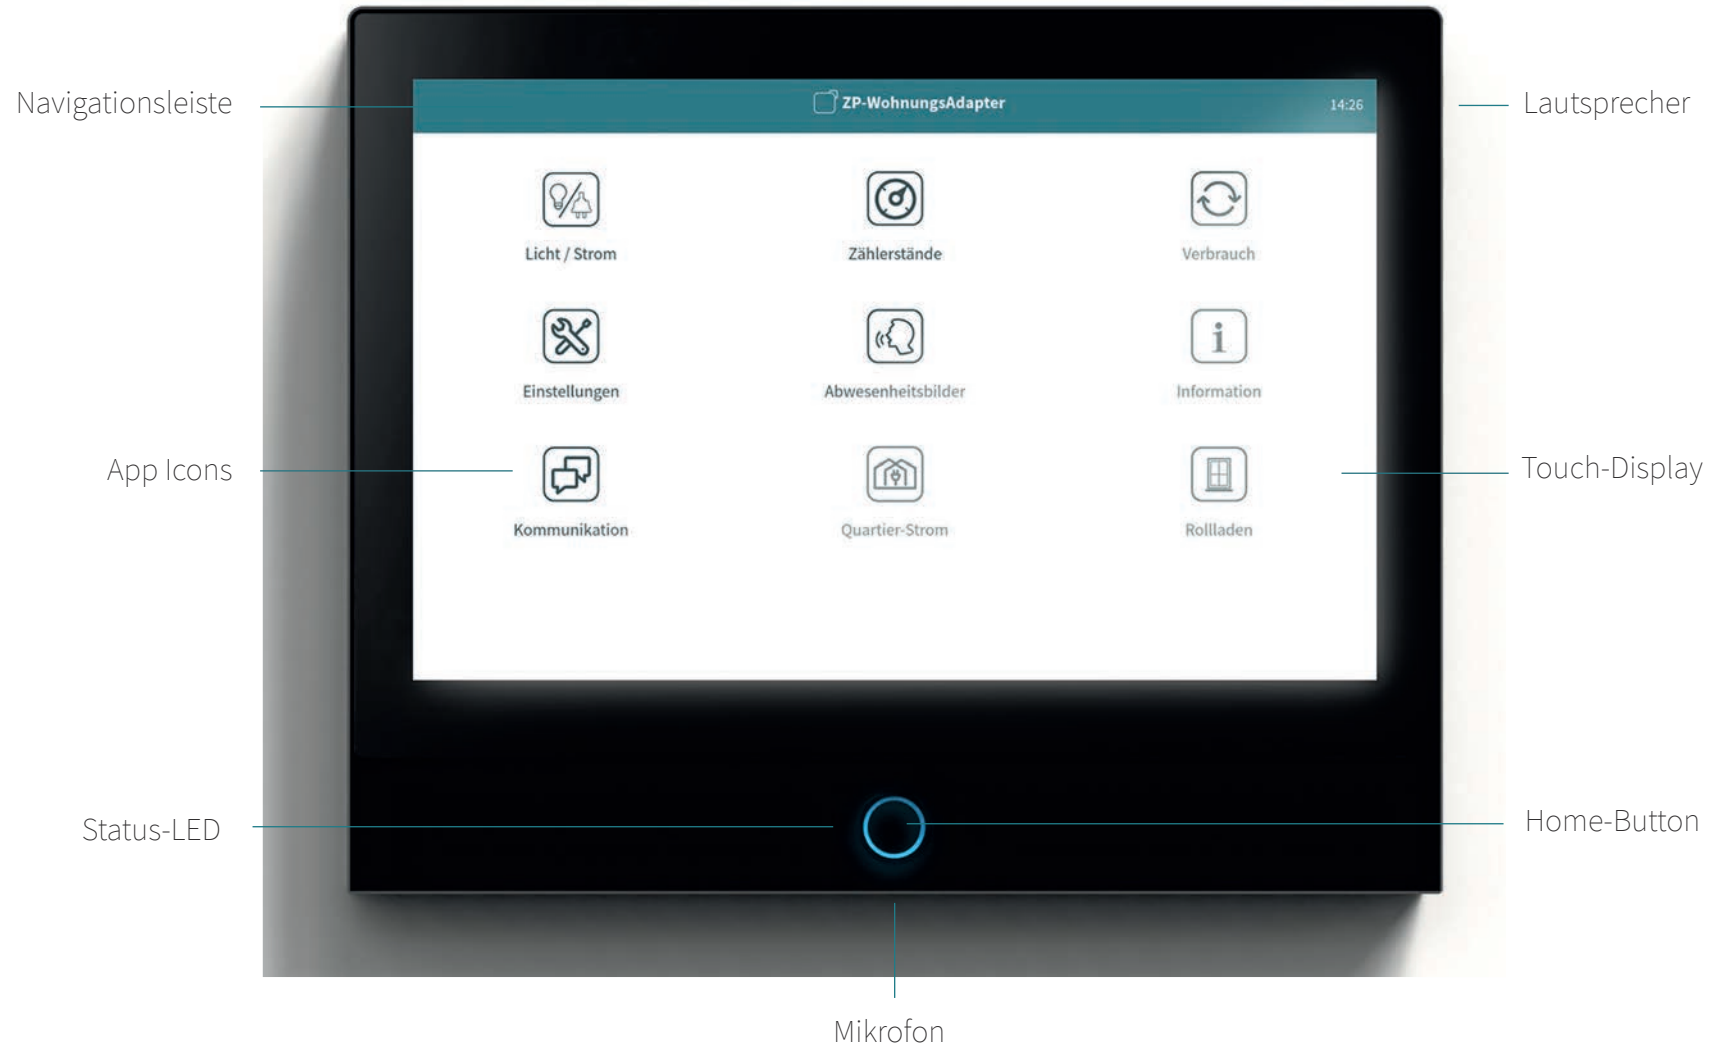 Navigationsleiste
ZP-WohnungsAdapter
14:26
Lautsprecher
Licht / Strom
Zählerstände
Verbrauch
Einstellungen
Abwesenheitsbilder
Information
App Icons
Touch-Display
Kommunikation
Quartier-Strom
Rollladen
Status-LED
Home-Button
Mikrofon